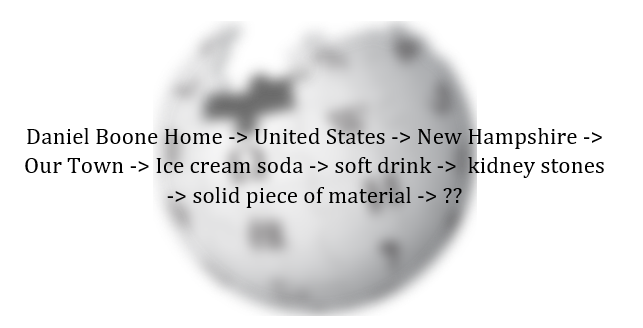 Daniel Boone Home -> United States -> New Hampshire ->
Our Town -> Ice cream soda -> soft drink -> kidney stones
-> solid piece of material -> ??